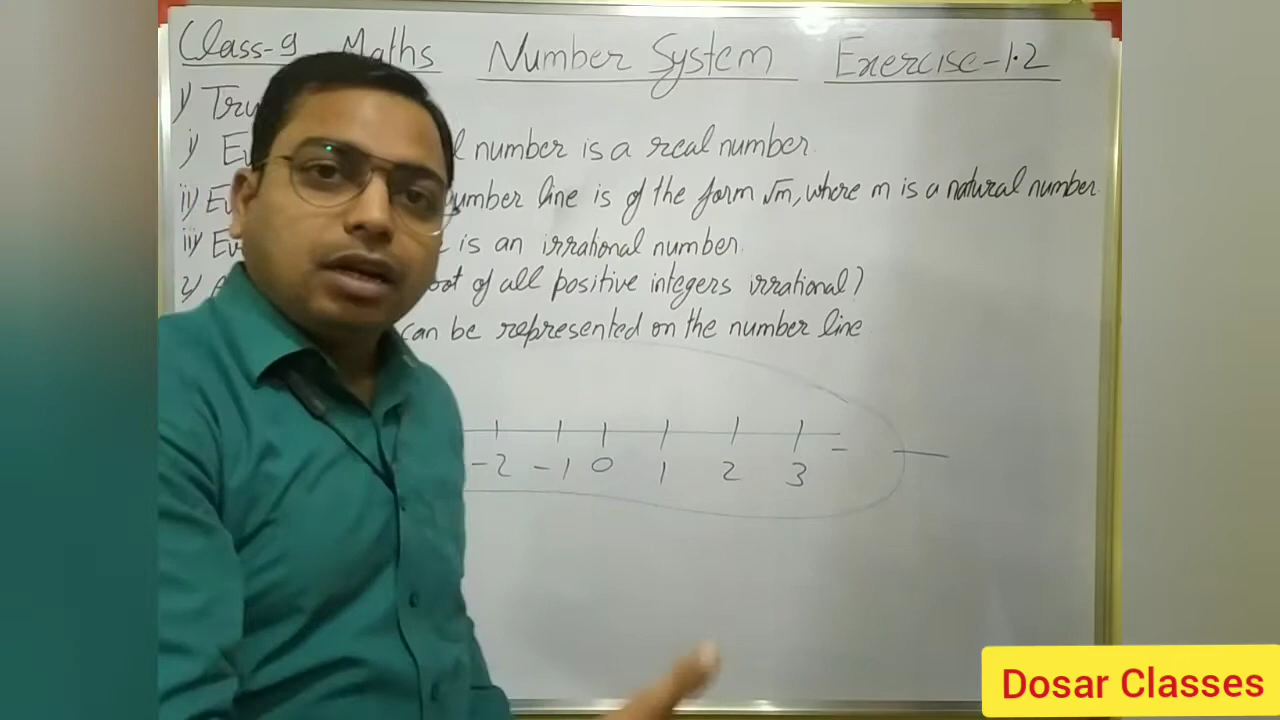 Class-9 Maths Number System Exercise-1.2
1) Tru
i) Ev l number is a real number.
ii) Ev number line is of the form √m, where m is a natural number.
iii) Eve is an irrational number.
2) A oot of all positive integers irrational?
can be represented on the number line
-2 -1 0 1 2 3
Dosar Classes